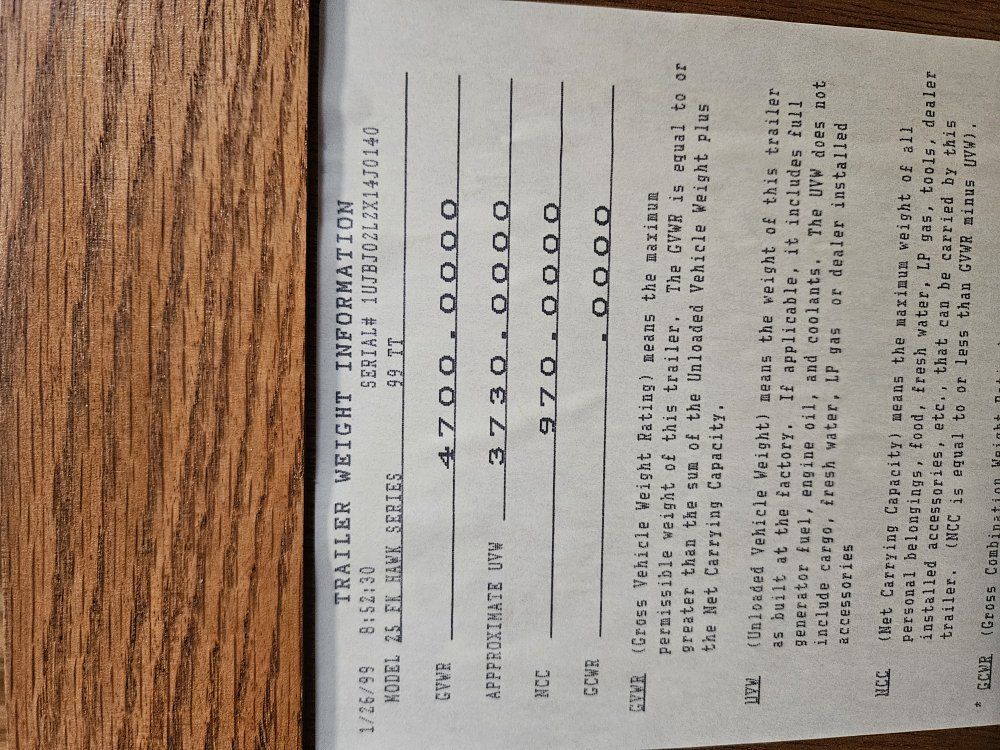 TRAILER WEIGHT INFORMATION
1/26/99 8:52:30 SERIAL# 1UJBJ02L2X14J0140
MODEL 25 FK HAWK SERIES 99 TT
GVWR 4700.0000
APPPROXIMATE UVW 3730.0000
NCC 970.0000
GCWR .0000
GVWR (Gross Vehicle Weight Rating) means the maximum
permissible weight of this trailer. The GVWR is equal to or
greater than the sum of the Unloaded Vehicle Weight plus
the Net Carrying Capacity.
UVW (Unloaded Vehicle Weight) means the weight of this trailer
as built at the factory. If applicable, it includes full
generator fuel, engine oil, and coolants. The UVW does not
include cargo, fresh water, LP gas or dealer installed
accessories
NCC (Net Carrying Capacity) means the maximum weight of all
personal belongings, food, fresh water, LP gas, tools, dealer
installed accessories, etc., that can be carried by this
trailer. (NCC is equal to or less than GVWR minus UVW).
* GCWR (Gross Combination Weight